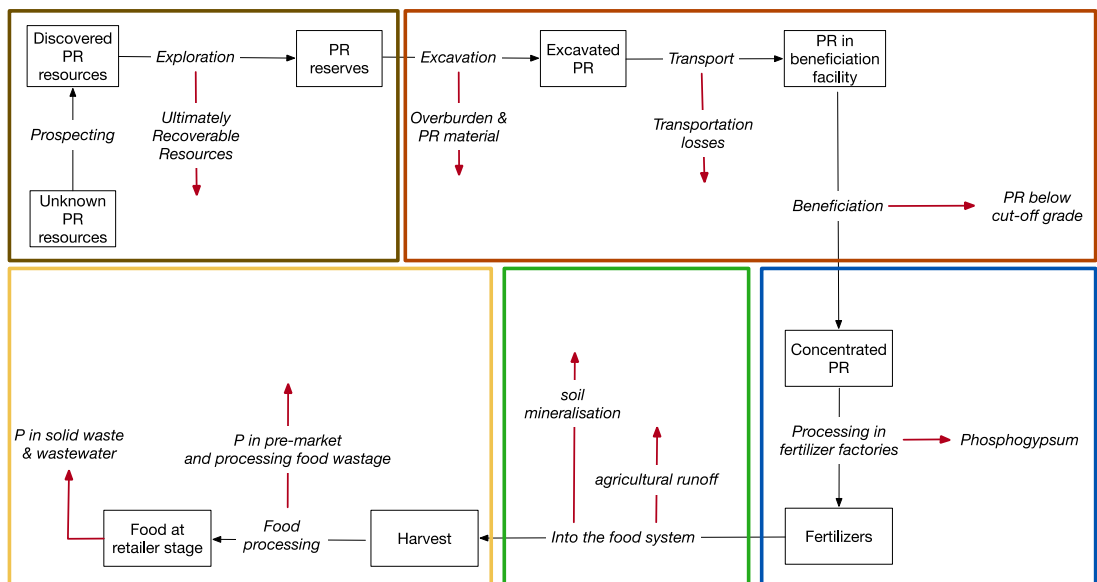 Discovered
PR
resources
Exploration
PR
reserves
Excavation
Excavated
PR
Transport
PR in
beneficiation
facility
Prospecting
Ultimately
Recoverable
Resources
Overburden &
PR material
Transportation
losses
Unknown
PR
resources
Beneficiation
PR below
cut-off grade
Concentrated
PR
soil
mineralisation
P in solid waste
& wastewater
P in pre-market
and processing food wastage
Processing in
fertilizer factories
Phosphogypsum
agricultural runoff
Food at
retailer stage
Food
processing
Harvest
Into the food system
Fertilizers